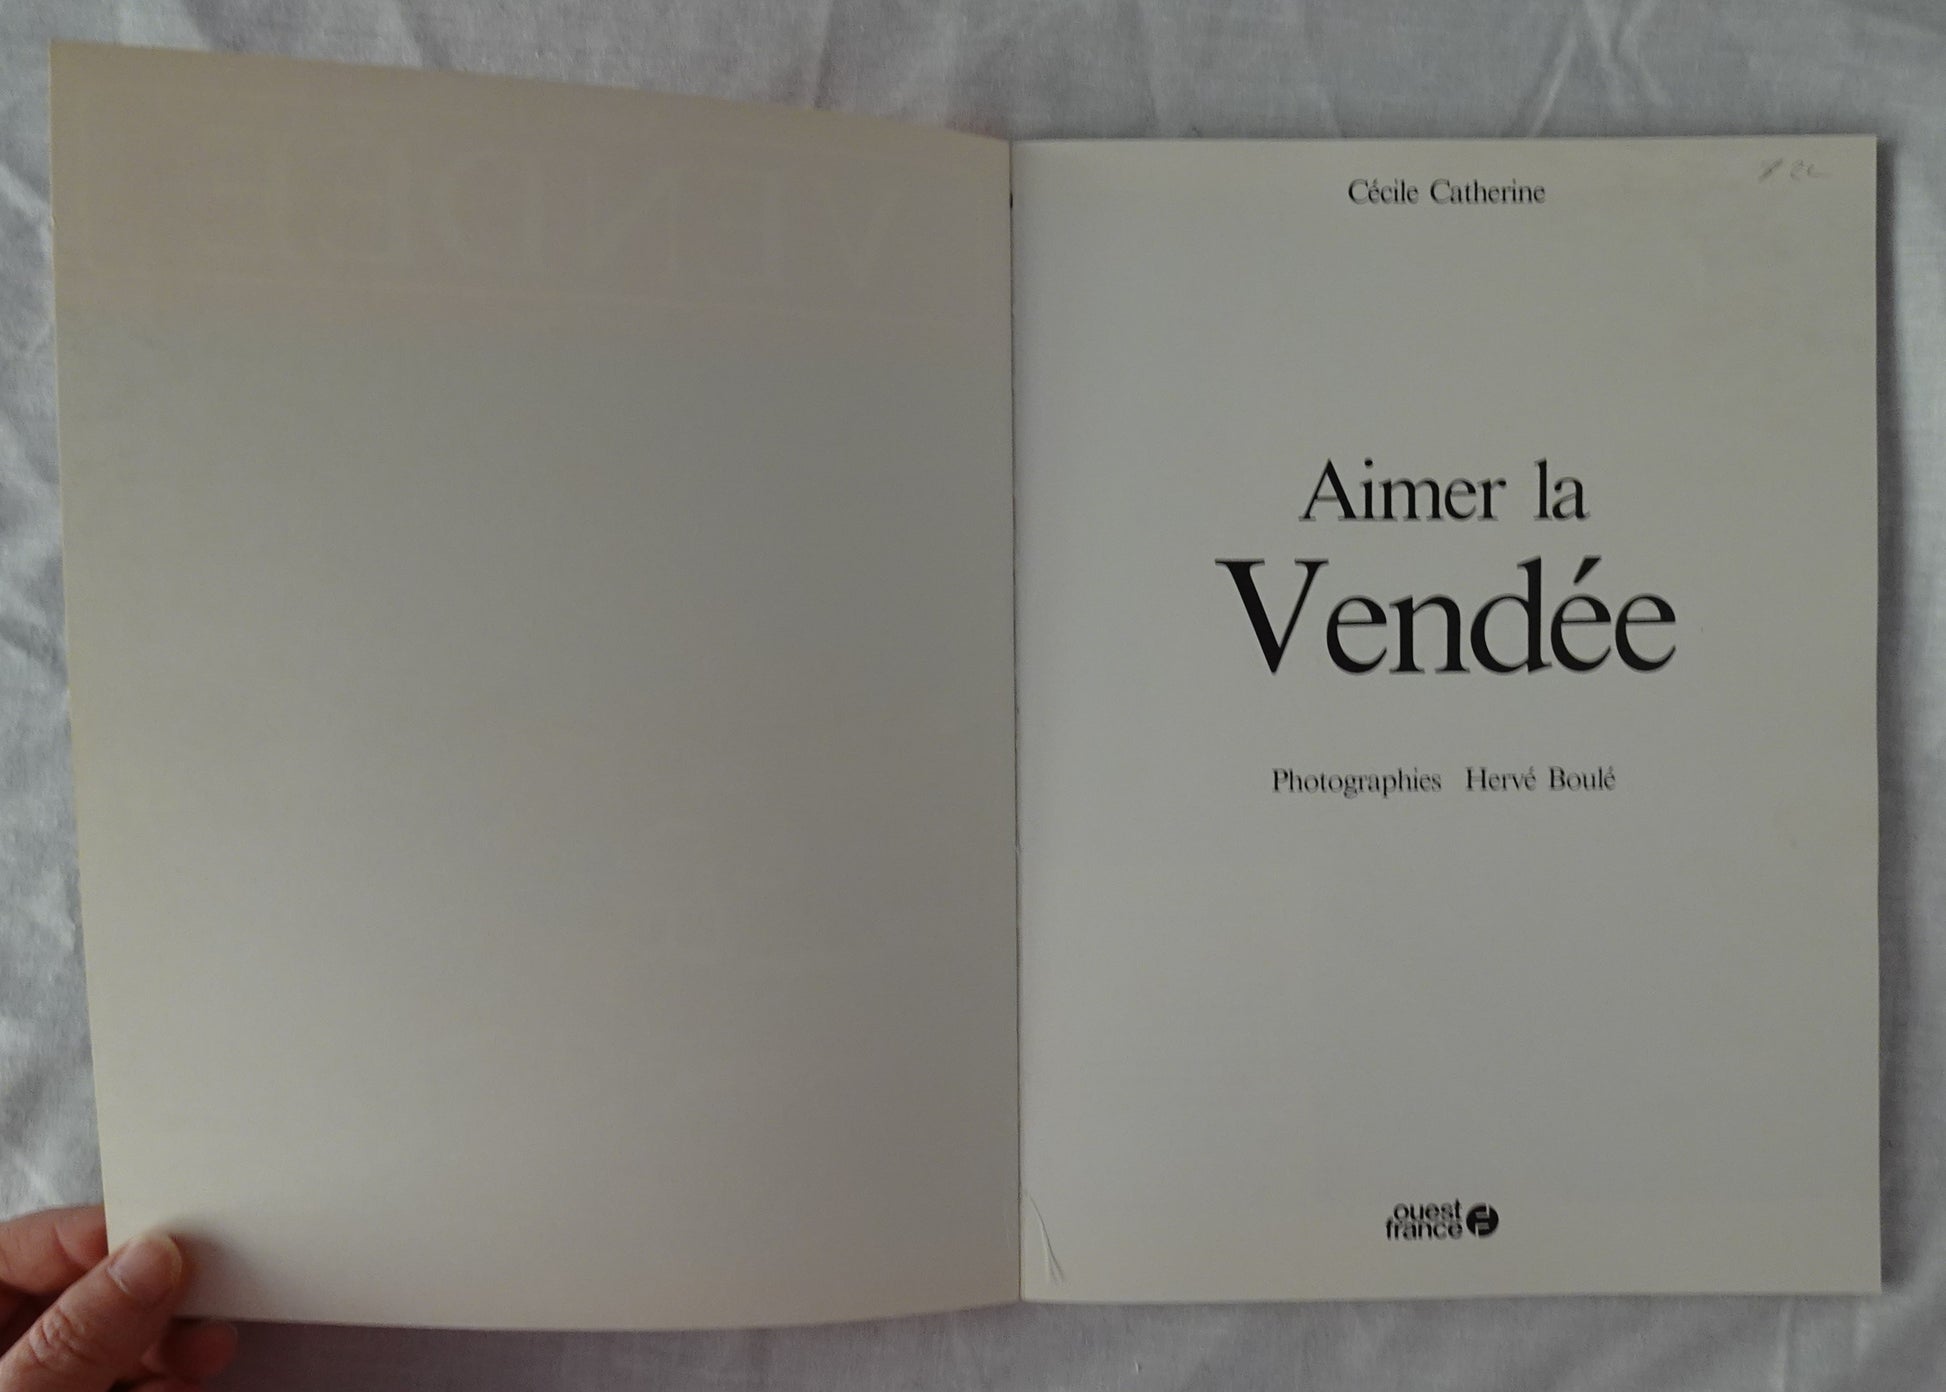 Cécile Catherine
Aimer la
Vendée
Photographies Hervé Boulé
ouest
france